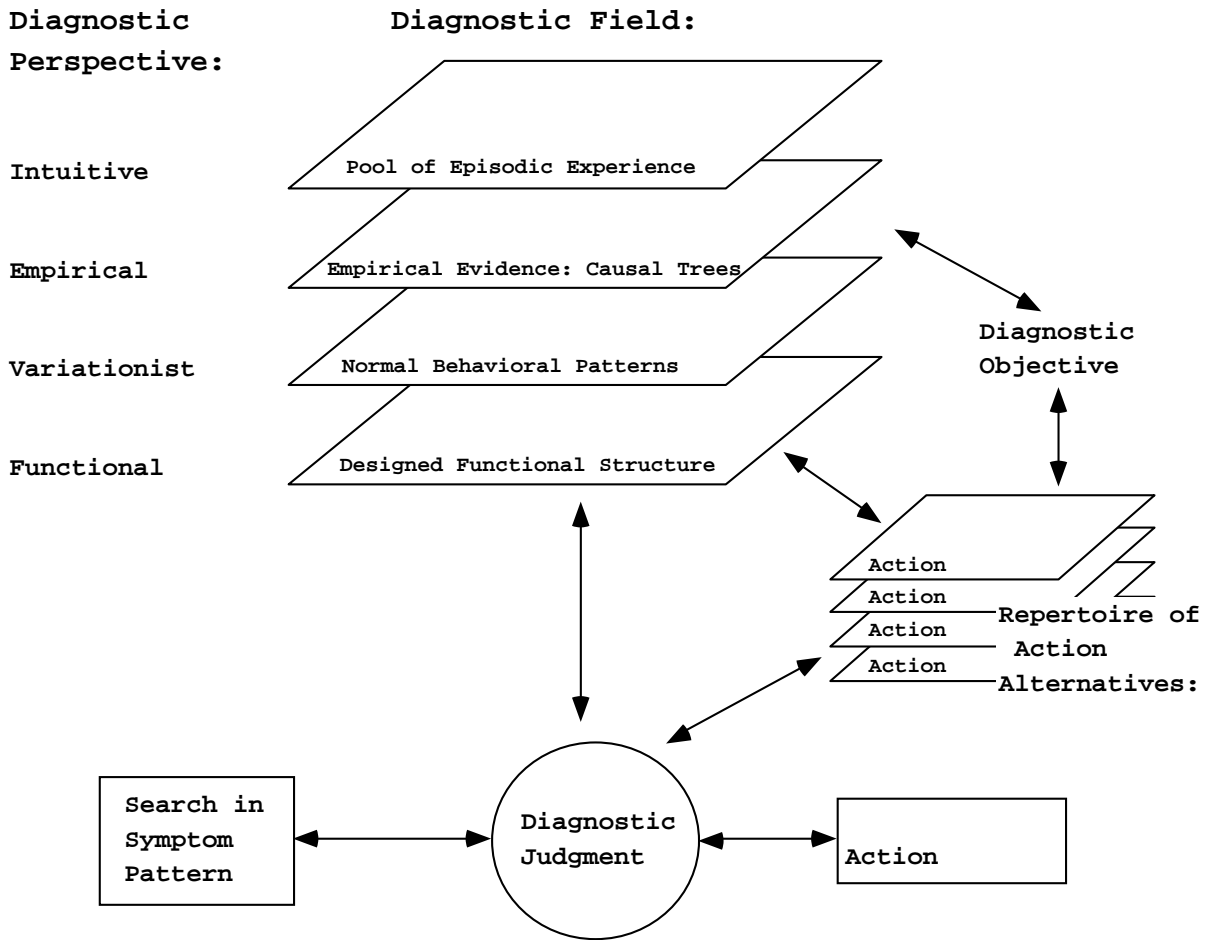 Diagnostic
Perspective:
Diagnostic Field:
Intuitive
Pool of Episodic Experience
Empirical
Empirical Evidence: Causal Trees
Variationist
Normal Behavioral Patterns
Functional
Designed Functional Structure
Diagnostic
Objective
Action
Action
Action
Action
Repertoire of
Action
Alternatives:
Search in
Symptom
Pattern
Diagnostic
Judgment
Action